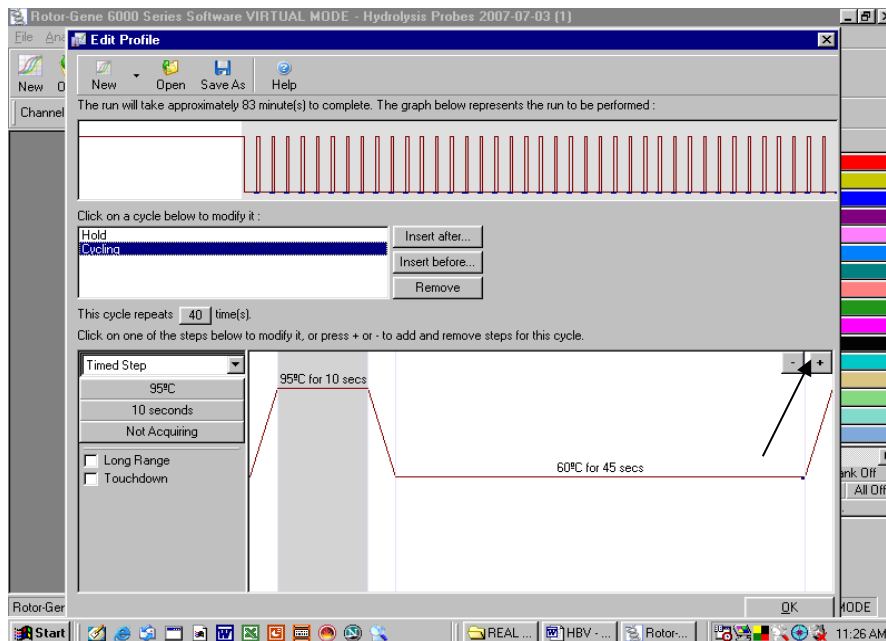 Rotor-Gene 6000 Series Software VIRTUAL MODE - Hydrolysis Probes 2007-07-03 (1)
File
Edit Profile
New
New
Open
Save As
Help
Channel
The run will take approximately 83 minute(s) to complete. The graph below represents the run to be performed :
Click on a cycle below to modify it :
Hold
Cycling
Insert after...
Insert before...
Remove
This cycle repeats 40 time(s).
Click on one of the steps below to modify it, or press + or - to add and remove steps for this cycle.
Timed Step
- +
95ºC for 10 secs
95ºC
10 seconds
Not Acquiring
Long Range
60ºC for 45 secs
Touchdown
All Off
OK
Rotor-Ger
MODE
Start
REAL ...
HBV - ...
Rotor-...
11:26 AM